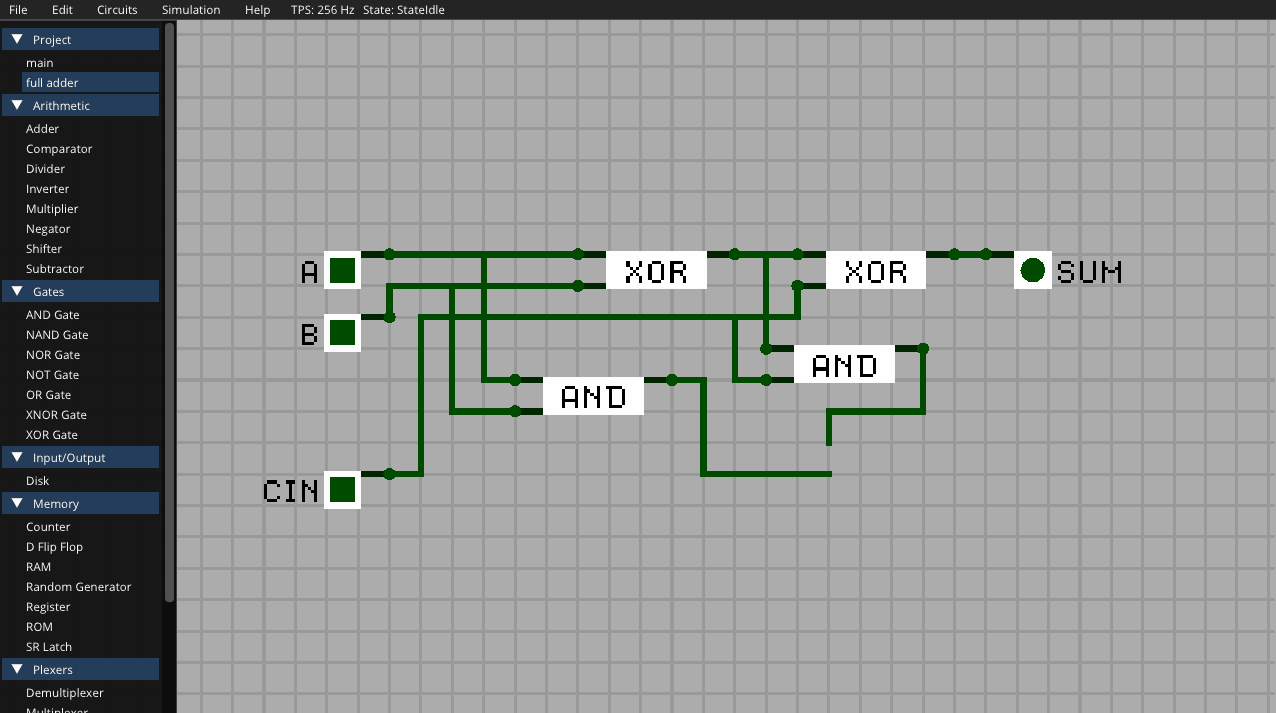 File Edit Circuits Simulation Help TPS: 256 Hz State: StateIdle
Project
main
full adder
Arithmetic
Adder
Comparator
Divider
Inverter
Multiplier
Negator
Shifter
Subtractor
Gates
AND Gate
NAND Gate
NOR Gate
NOT Gate
OR Gate
XNOR Gate
XOR Gate
Input/Output
Disk
Memory
Counter
D Flip Flop
RAM
Random Generator
Register
ROM
SR Latch
Plexers
Demultiplexer
Multiplexer
A XOR XOR SUM
B
AND
AND
CIN